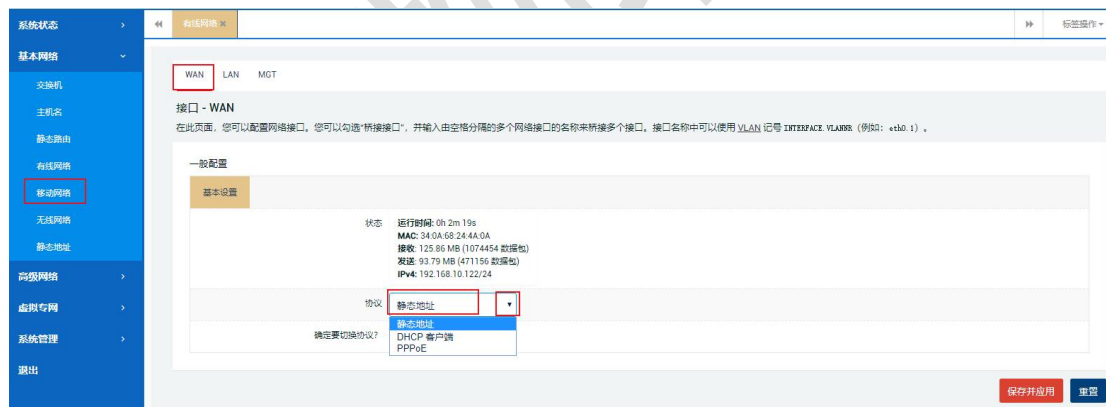 系统状态
有线网络
标签操作
基本网络
交换机
主机名
静态路由
有线网络
移动网络
无线网络
静态地址
高级网络
虚拟专网
系统管理
退出
WAN LAN MGT
接口 - WAN
在此页面，您可以配置网络接口。您可以勾选“桥接接口”，并输入由空格分隔的多个网络接口的名称来桥接多个接口。接口名称中可以使用 VLAN 记号 INTERFACE.VLANNR（例如：eth0.1）。
一般配置
基本设置
状态 运行时间: 0h 2m 19s
MAC: 34:0A:68:24:4A:0A
接收: 125.86 MB (1074454 数据包)
发送: 93.79 MB (471156 数据包)
IPv4: 192.168.10.122/24
协议 静态地址
静态地址
确定要切换协议? DHCP 客户端
PPPoE
保存并应用 重置